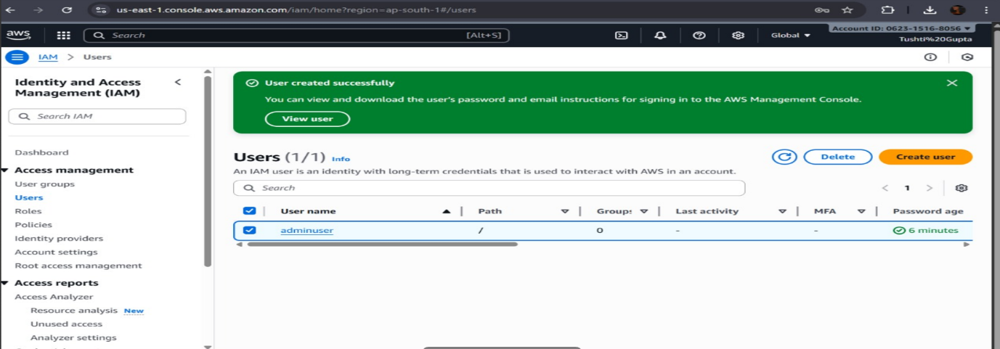 us-east-1.console.aws.amazon.com/iam/home?region=ap-south-1#/users
aws
Search [Alt+S]
Global
Account ID: 0623-1516-8056
Tushti%20Gupta
IAM > Users
Identity and Access Management (IAM)
Search IAM
Dashboard
Access management
User groups
Users
Roles
Policies
Identity providers
Account settings
Root access management
Access reports
Access Analyzer
Resource analysis New
Unused access
Analyzer settings
User created successfully
You can view and download the user's password and email instructions for signing in to the AWS Management Console.
View user
Users (1/1) Info
Delete
Create user
An IAM user is an identity with long-term credentials that is used to interact with AWS in an account.
Search
< 1 >
User name Path Group: Last activity MFA Password age
adminuser / 0 - - 6 minutes